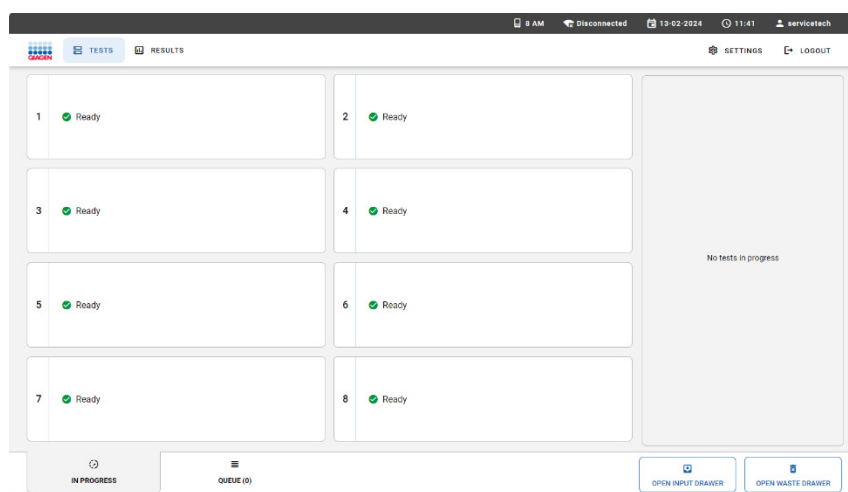 8 AM Disconnected 13-02-2024 11:41 servicetech
QIAGEN TESTS RESULTS SETTINGS LOGOUT
1 Ready
2 Ready
3 Ready
4 Ready
No tests in progress
5 Ready
6 Ready
7 Ready
8 Ready
IN PROGRESS
QUEUE (0)
OPEN INPUT DRAWER
OPEN WASTE DRAWER